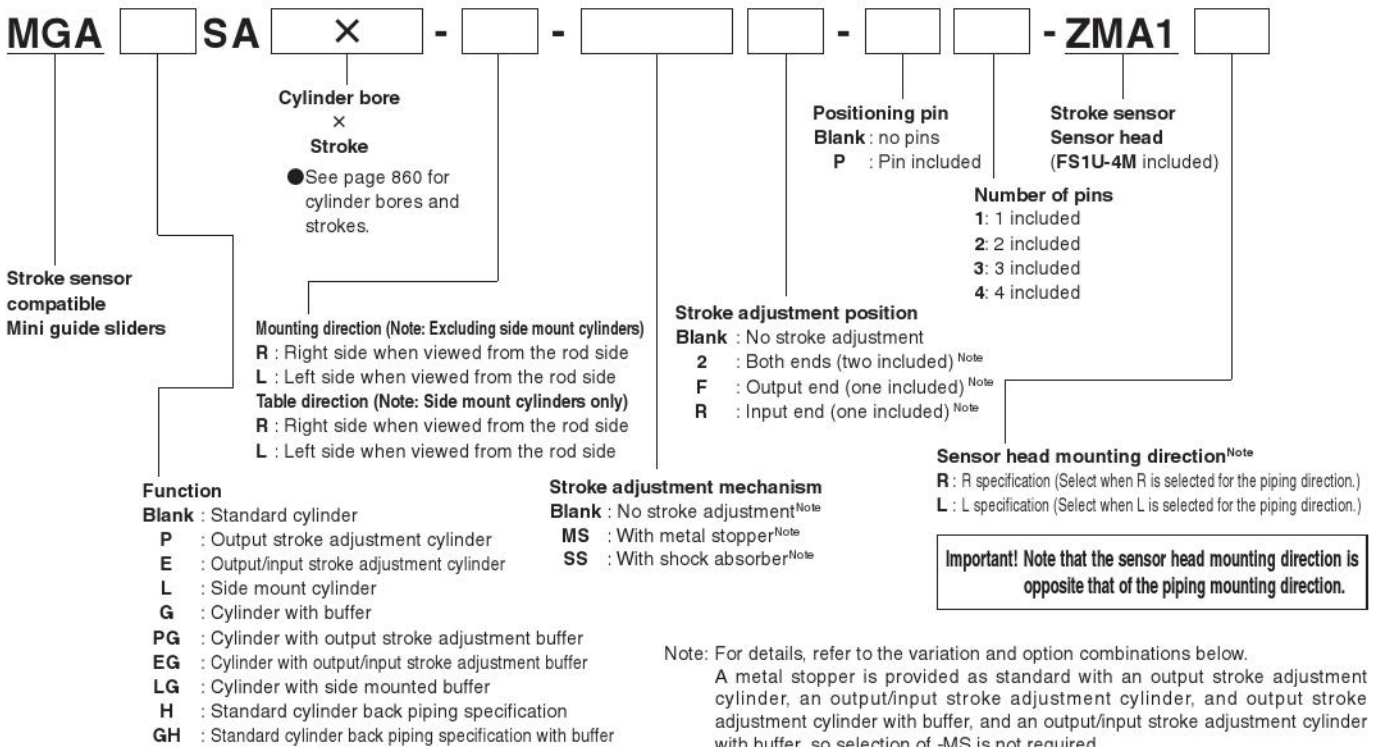 MGA SA × - - - - ZMA1
Cylinder bore
×
Stroke
●See page 860 for
cylinder bores and
strokes.
Positioning pin
Blank : no pins
P : Pin included
Stroke sensor
Sensor head
(FS1U-4M included)
Number of pins
1: 1 included
2: 2 included
3: 3 included
4: 4 included
Stroke sensor
compatible
Mini guide sliders
Mounting direction (Note: Excluding side mount cylinders)
R : Right side when viewed from the rod side
L : Left side when viewed from the rod side
Table direction (Note: Side mount cylinders only)
R : Right side when viewed from the rod side
L : Left side when viewed from the rod side
Stroke adjustment position
Blank : No stroke adjustment
2 : Both ends (two included) Note
F : Output end (one included) Note
R : Input end (one included) Note
Sensor head mounting directionNote
R : R specification (Select when R is selected for the piping direction.)
L : L specification (Select when L is selected for the piping direction.)
Important! Note that the sensor head mounting direction is
opposite that of the piping mounting direction.
Function
Blank : Standard cylinder
P : Output stroke adjustment cylinder
E : Output/input stroke adjustment cylinder
L : Side mount cylinder
G : Cylinder with buffer
PG : Cylinder with output stroke adjustment buffer
EG : Cylinder with output/input stroke adjustment buffer
LG : Cylinder with side mounted buffer
H : Standard cylinder back piping specification
GH : Standard cylinder back piping specification with buffer
Stroke adjustment mechanism
Blank : No stroke adjustmentNote
MS : With metal stopperNote
SS : With shock absorberNote
Note: For details, refer to the variation and option combinations below.
A metal stopper is provided as standard with an output stroke adjustment
cylinder, an output/input stroke adjustment cylinder, and output stroke
adjustment cylinder with buffer, and an output/input stroke adjustment cylinder
with buffer, so selection of -MS is not required.